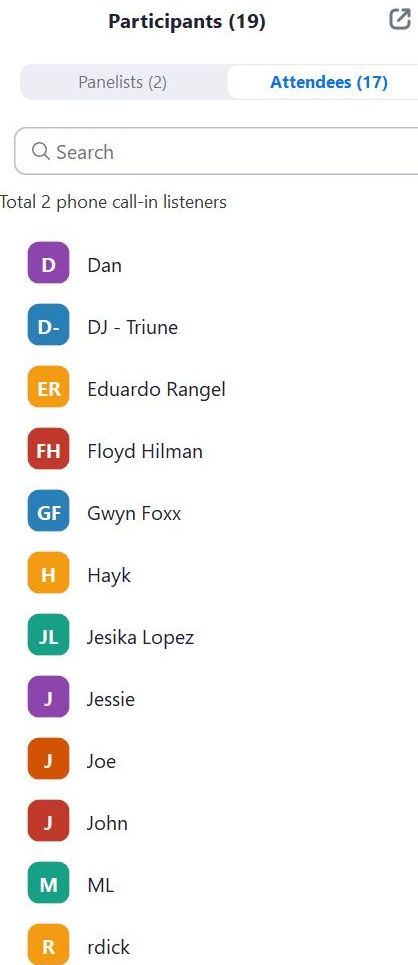 Participants (19)
Panelists (2) Attendees (17)
Search
Total 2 phone call-in listeners
D Dan
D- DJ - Triune
ER Eduardo Rangel
FH Floyd Hilman
GF Gwyn Foxx
H Hayk
JL Jesika Lopez
J Jessie
J Joe
J John
M ML
R rdick